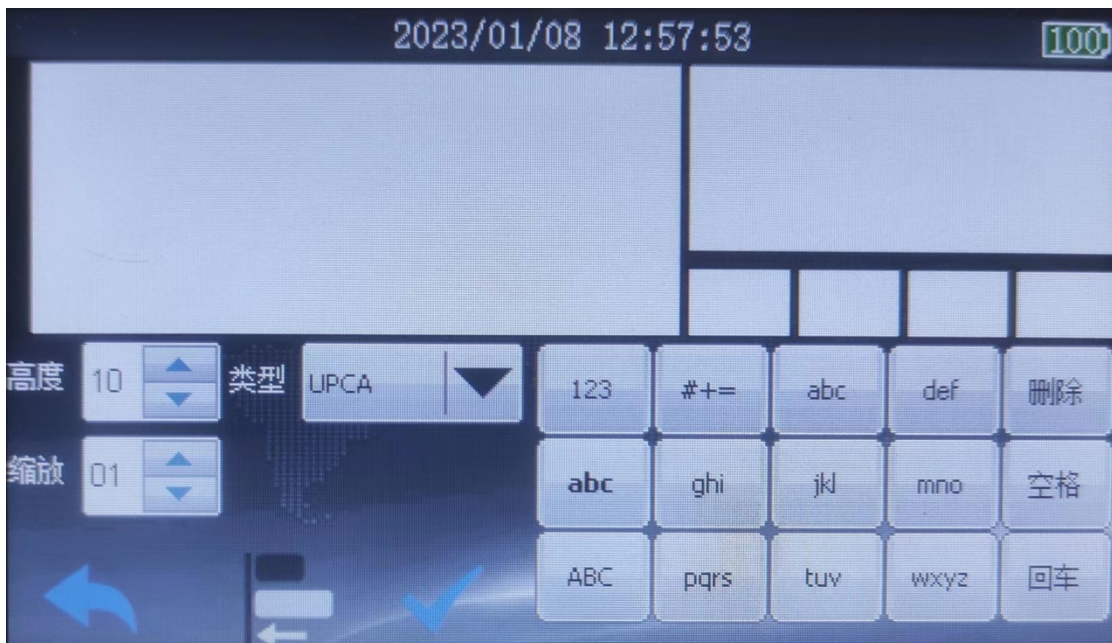 2023/01/08 12:57:53 100
高度 10 类型 UPCA 123 #+= abc def 删除
缩放 01 abc ghi jkl mno 空格
ABC pqrs tuv wxyz 回车